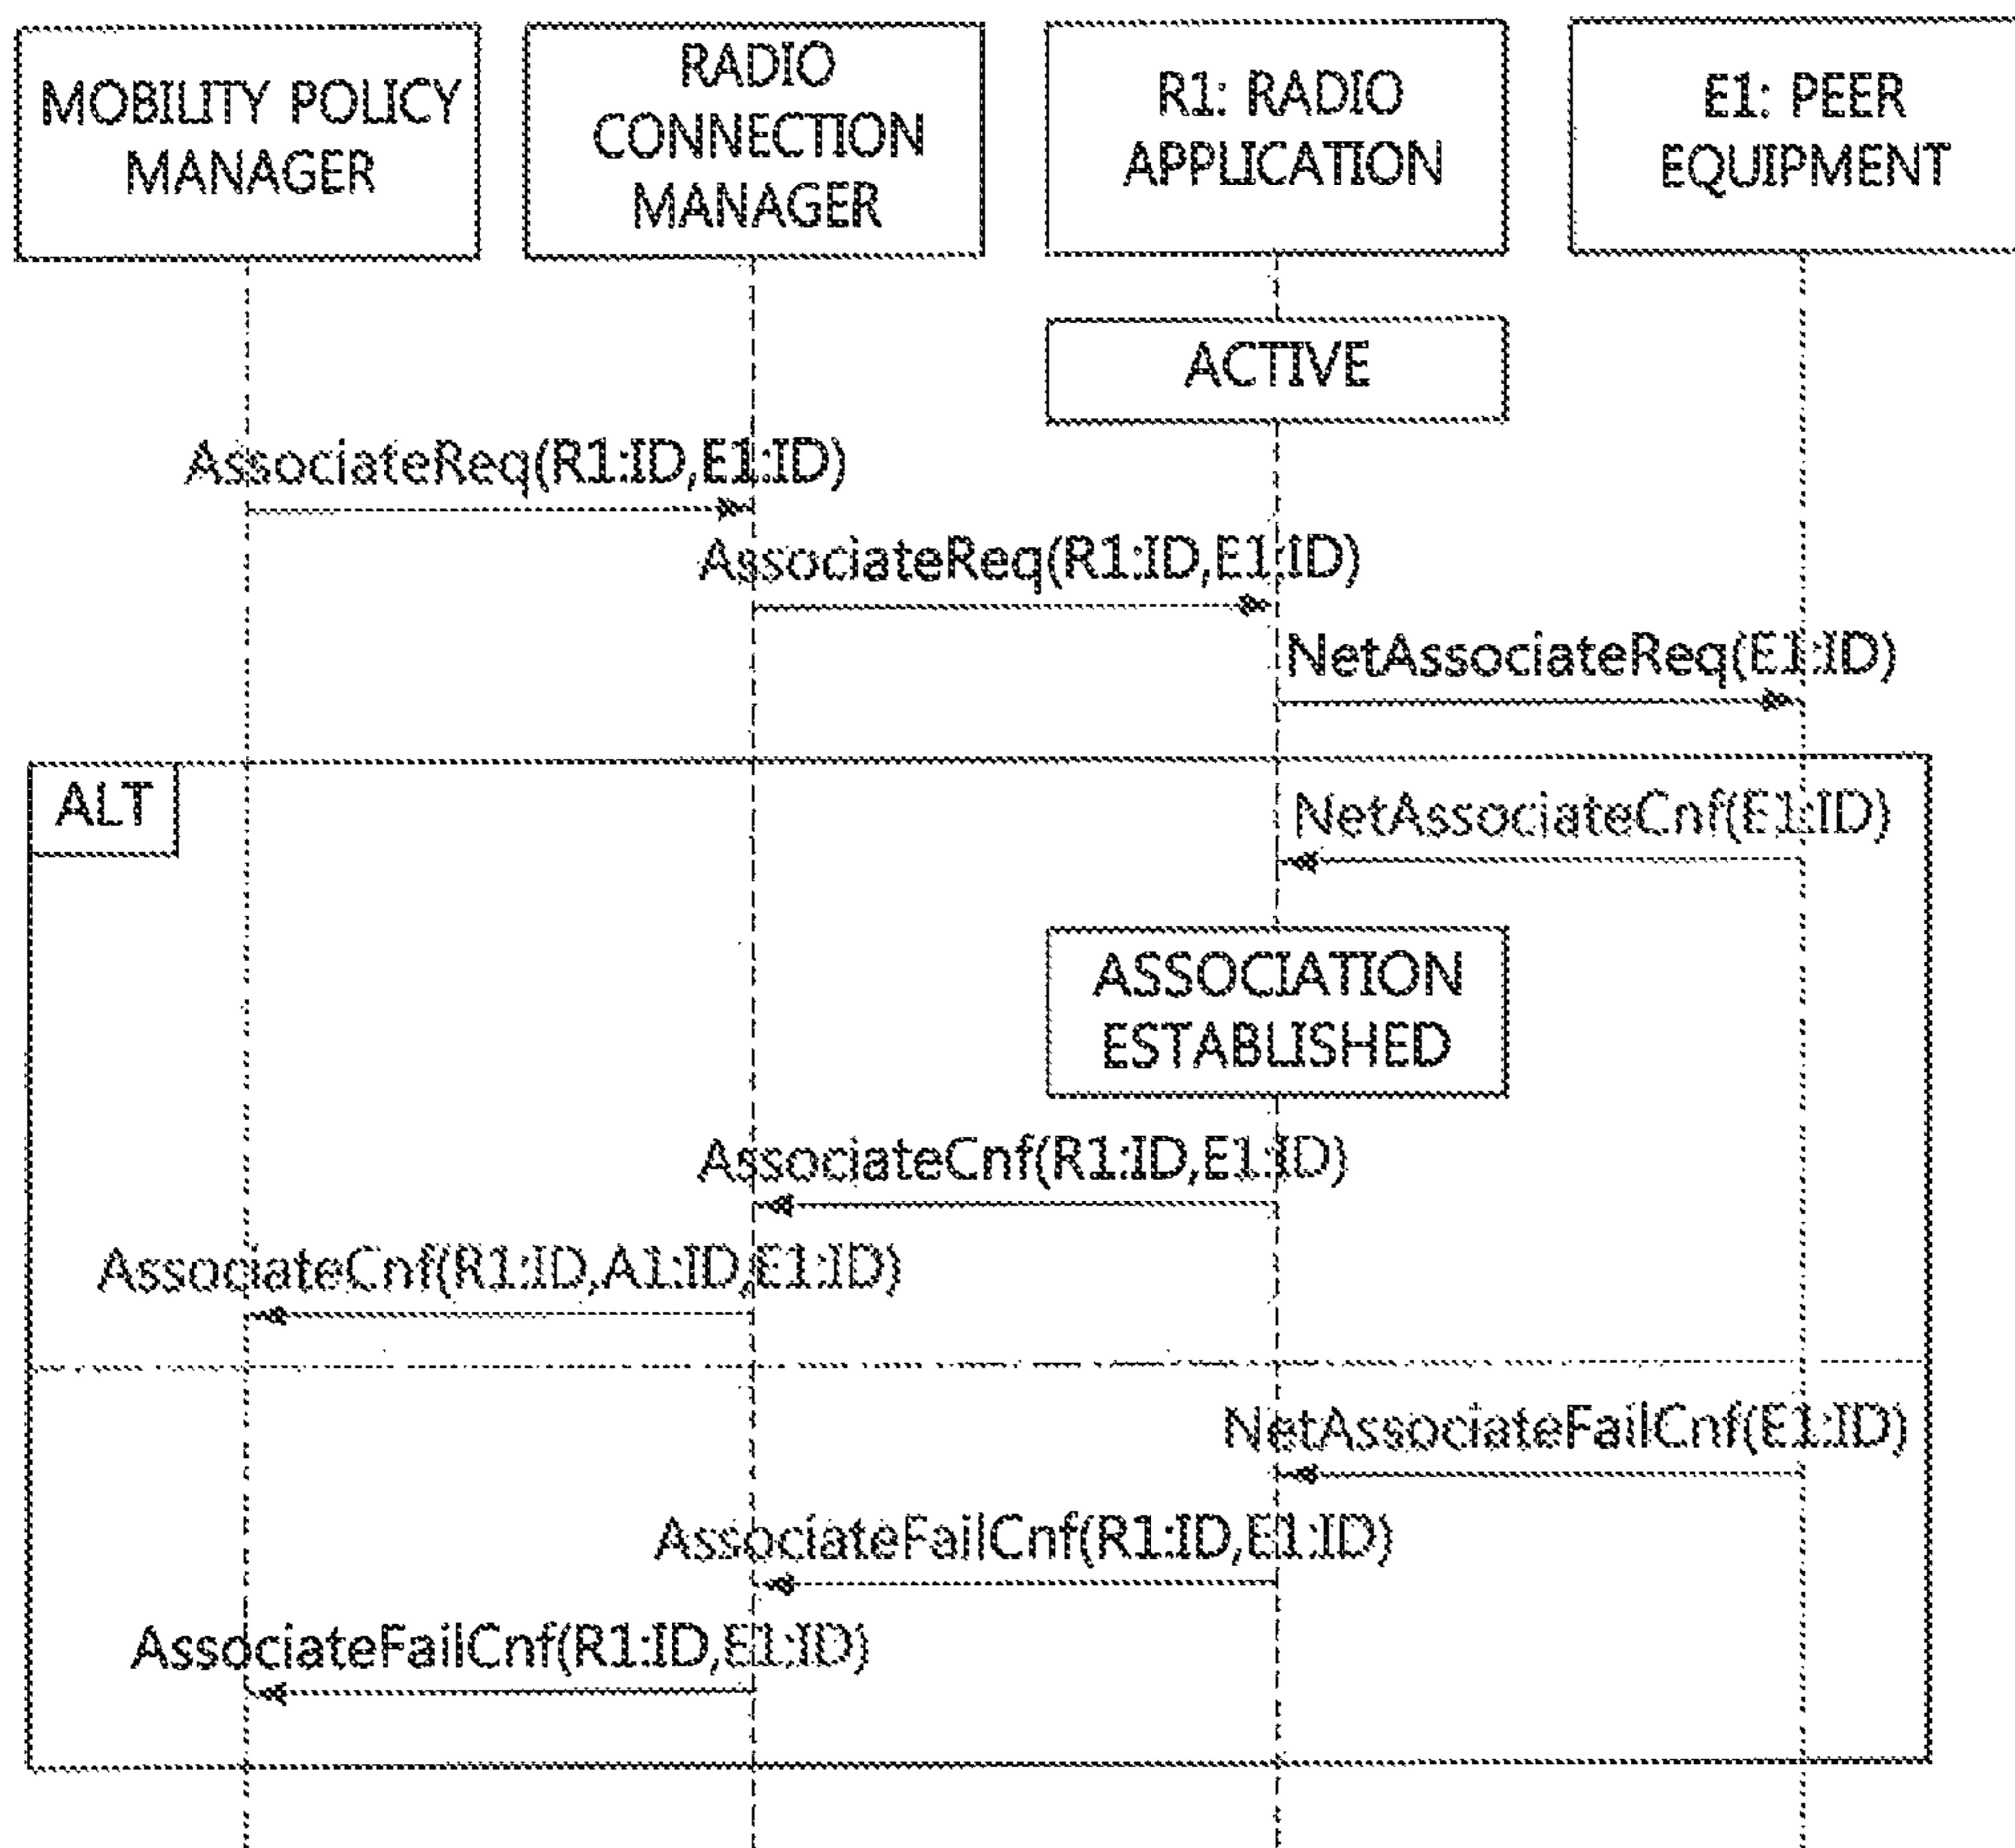 MOBILITY POLICY
MANAGER
RADIO
CONNECTION
MANAGER
R1: RADIO
APPLICATION
E1: PEER
EQUIPMENT
ACTIVE
AssociateReq(R1:ID,E1:ID)
AssociateReq(R1:ID,E1:ID)
NetAssociateReq(E1:ID)
ALT
NetAssociateCnf(E1:ID)
ASSOCIATION
ESTABLISHED
AssociateCnf(R1:ID,E1:ID)
AssociateCnf(R1:ID,A1:ID,E1:ID)
NetAssociateFailCnf(E1:ID)
AssociateFailCnf(R1:ID,E1:ID)
AssociateFailCnf(R1:ID,E1:ID)